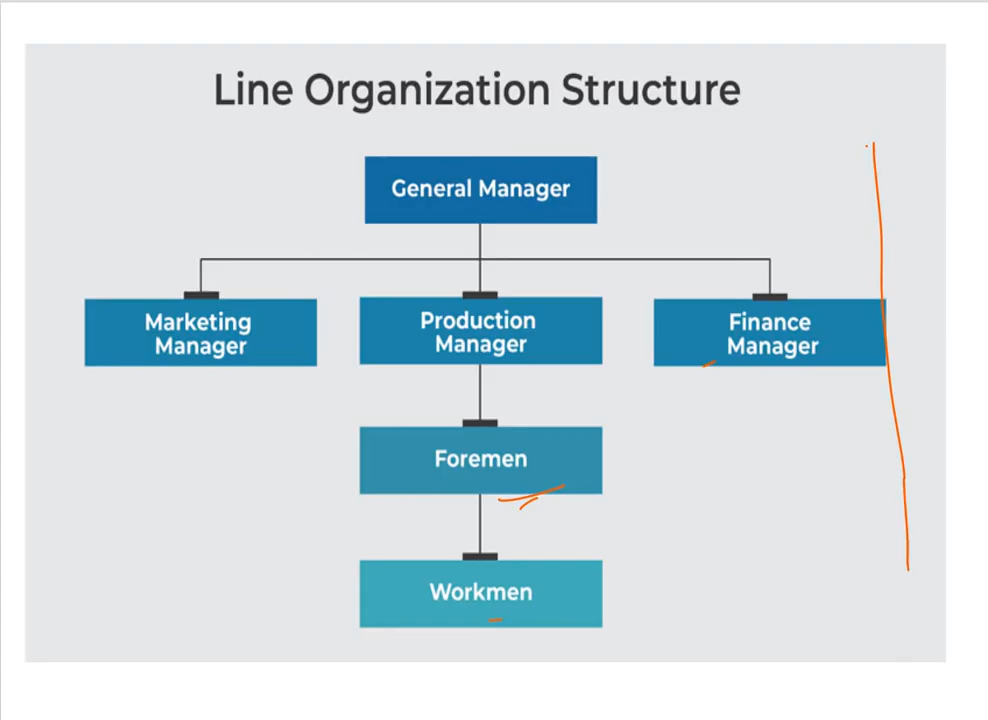 Line Organization Structure
General Manager
Marketing
Manager
Production
Manager
Finance
Manager
Foremen
Workmen